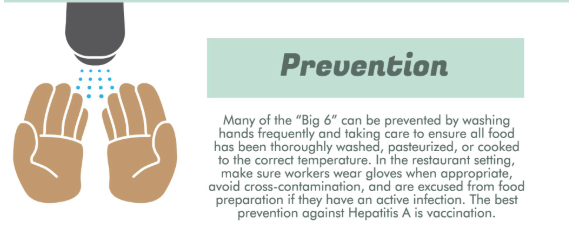 Prevention
Many of the “Big 6” can be prevented by washing
hands frequently and taking care to ensure all food
has been thoroughly washed, pasteurized, or cooked
to the correct temperature. In the restaurant setting,
make sure workers wear gloves when appropriate,
avoid cross-contamination, and are excused from food
preparation if they have an active infection. The best
prevention against Hepatitis A is vaccination.